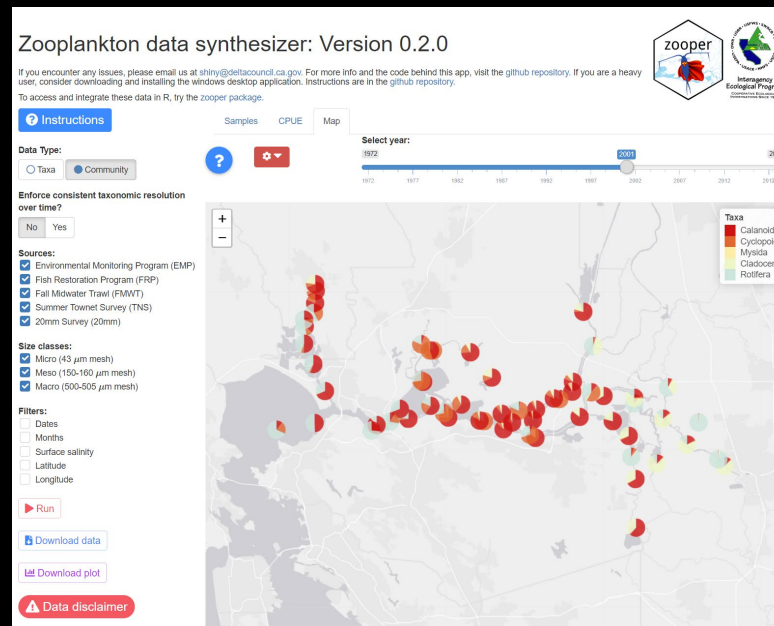 Zooplankton data synthesizer: Version 0.2.0
zooper
Interagency
Ecological
If you encounter any issues, please email us at shiny@deltacouncil.ca.gov. For more info and the code behind this app, visit the github repository. If you are a heavy
user, consider downloading and installing the windows desktop application. Instructions are in the github repository.
To access and integrate these data in R, try the zooper package.
? Instructions
Samples CPUE Map
Data Type:
Taxa Community
?
Select year:
1972 2001
1972 1977 1982 1987 1992 1997 2002 2007 2012
Enforce consistent taxonomic resolution
over time?
No Yes
Sources:
Environmental Monitoring Program (EMP)
Fish Restoration Program (FRP)
Fall Midwater Trawl (FMWT)
Summer Townet Survey (TNS)
20mm Survey (20mm)
Size classes:
Micro (43 μm mesh)
Meso (150-160 μm mesh)
Macro (500-505 μm mesh)
Filters:
Dates
Months
Surface salinity
Latitude
Longitude
Run
Download data
Download plot
Data disclaimer
+
−
Taxa
Calanoid
Cyclopoi
Mysida
Cladocer
Rotifera